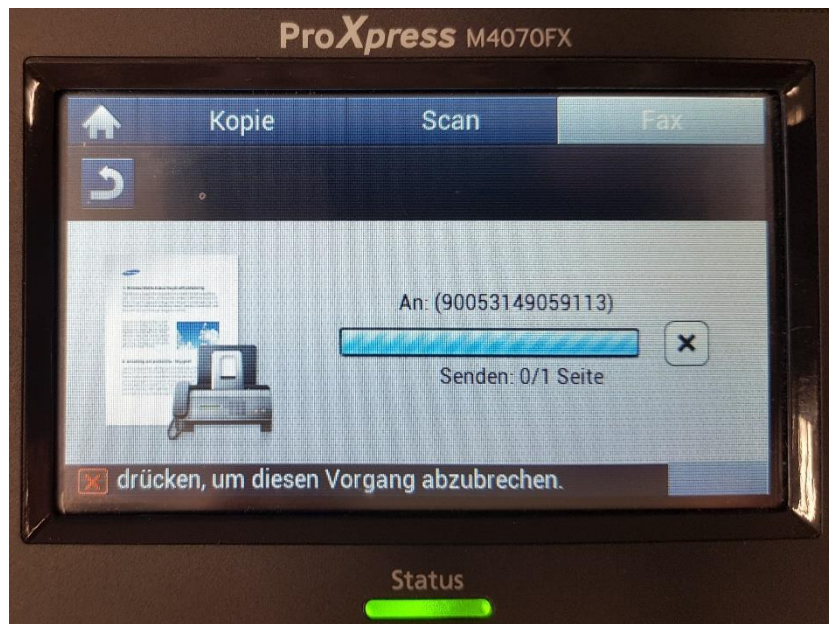 ProXpress M4070FX
Kopie
Scan
Fax
An: (90053149059113)
Senden: 0/1 Seite
drücken, um diesen Vorgang abzubrechen.
Status